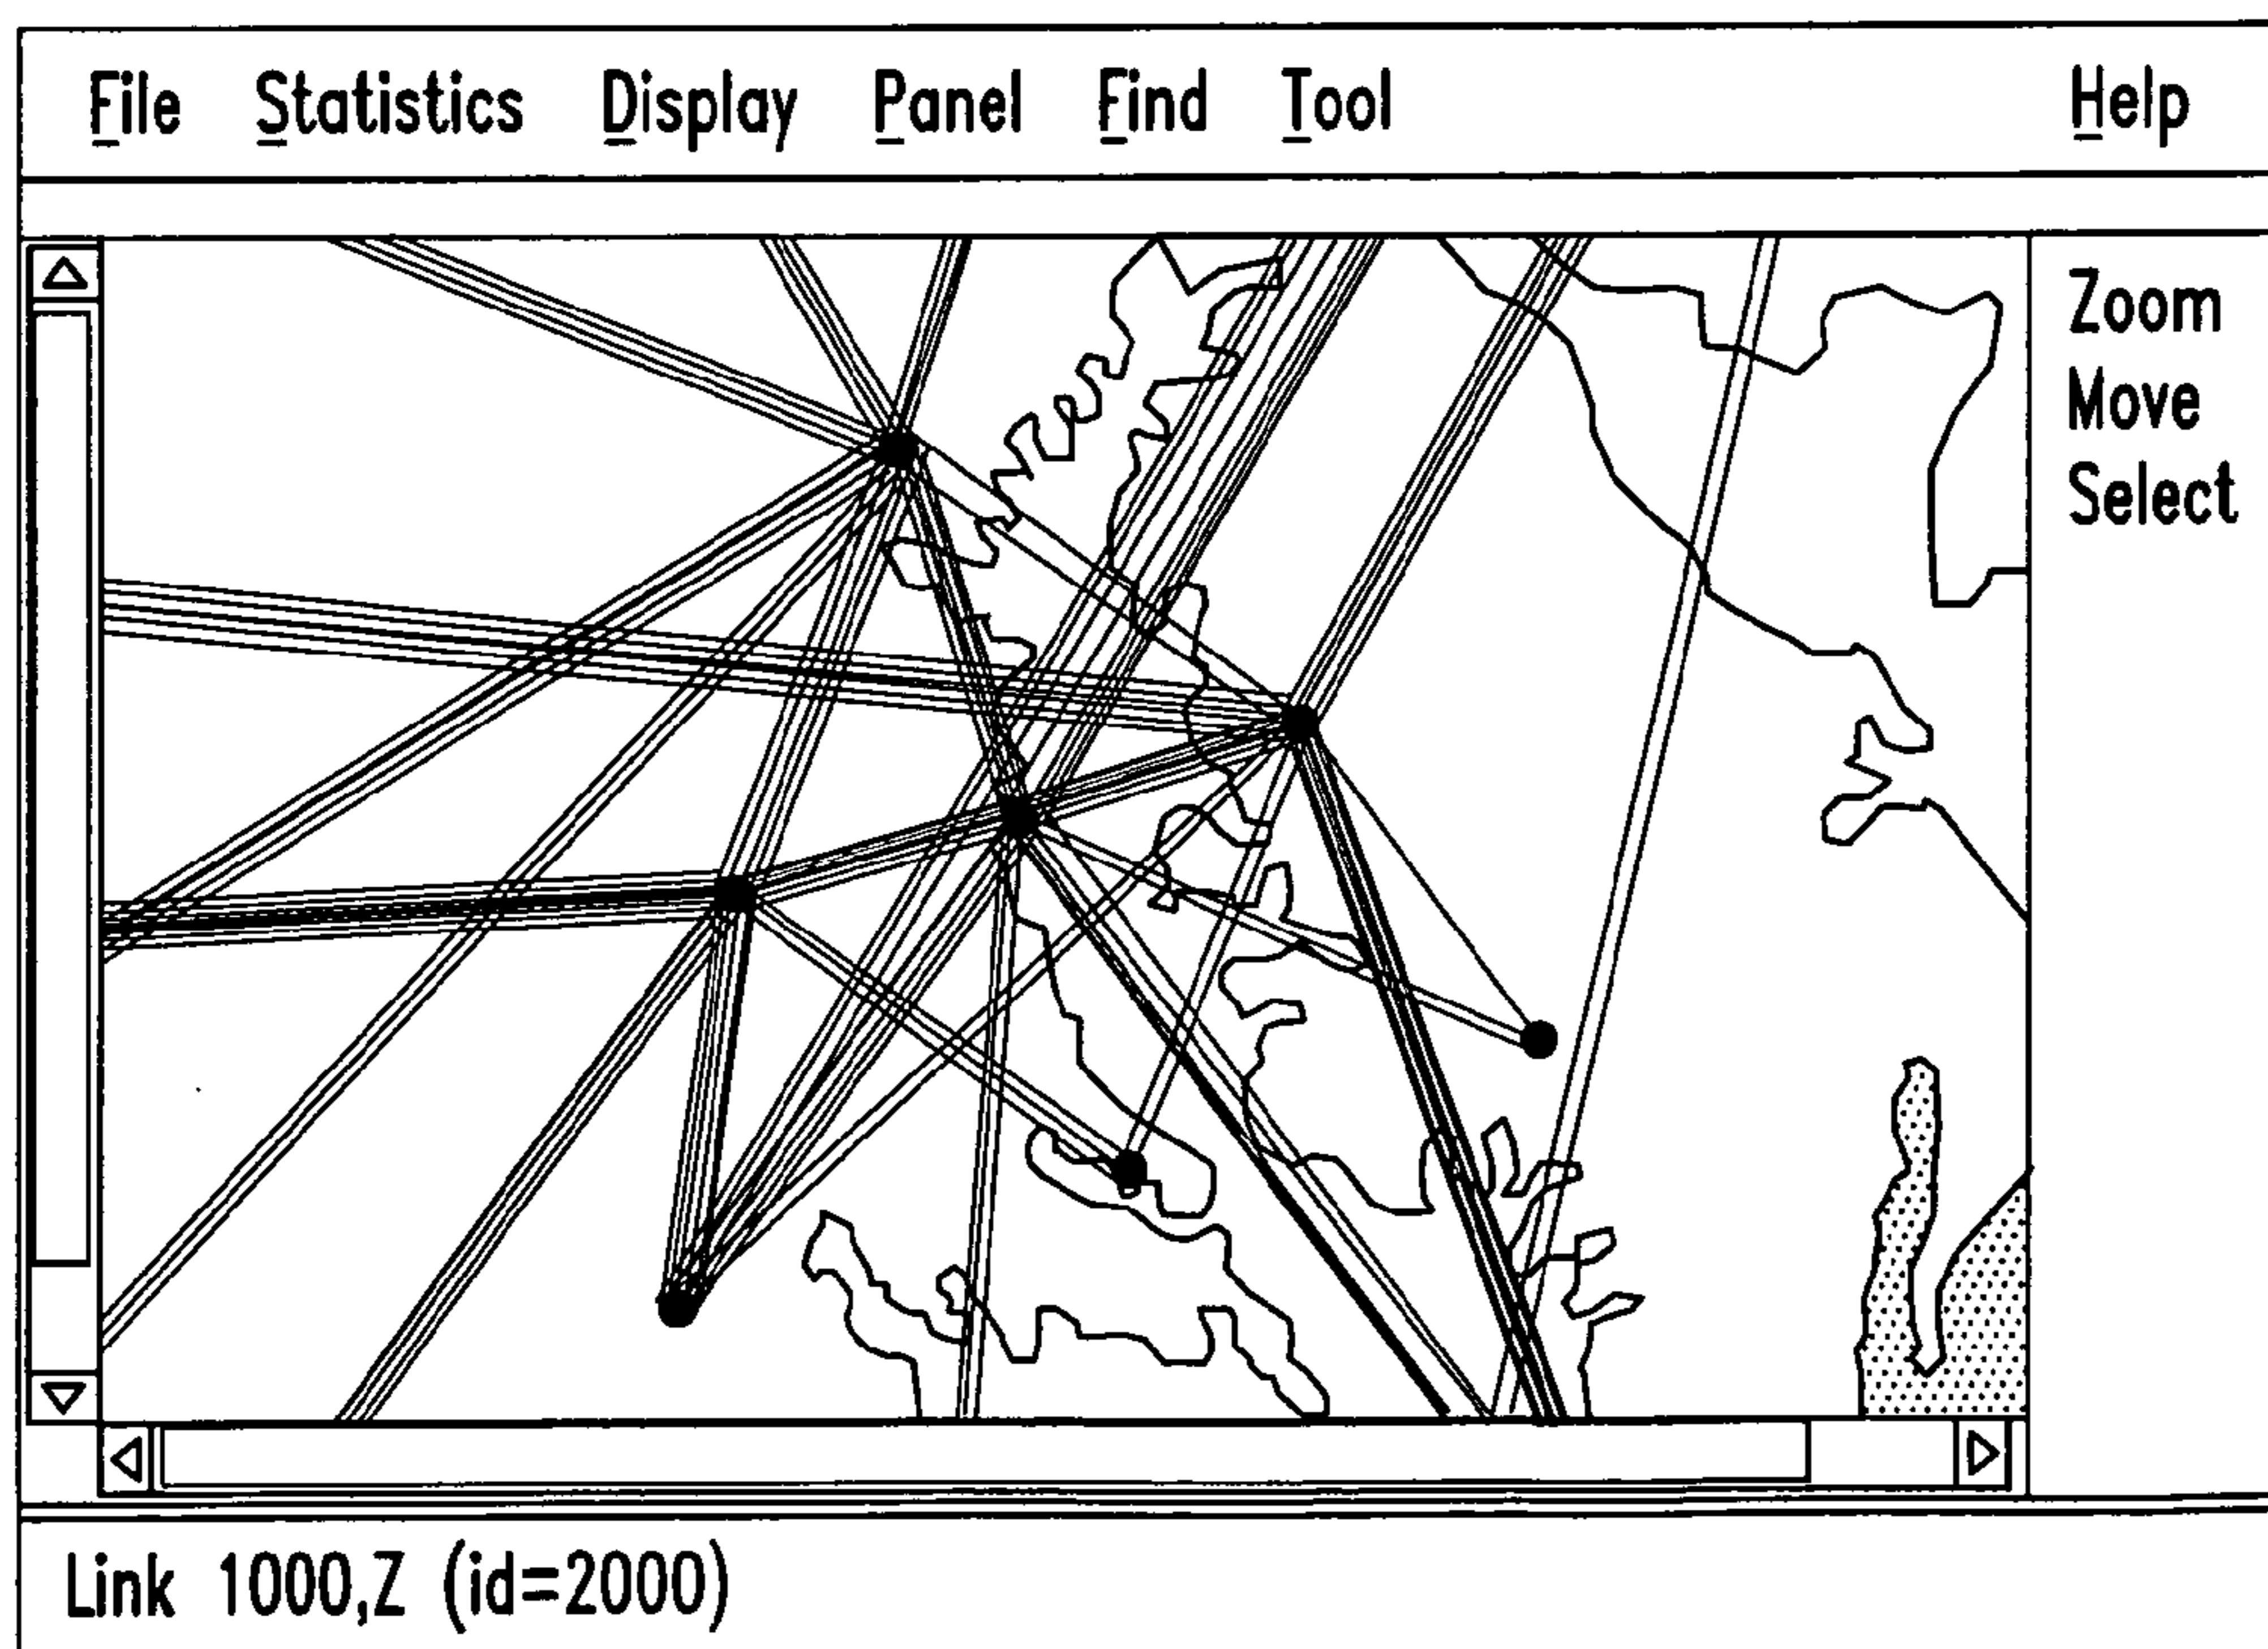 File Statistics Display Panel Find Tool Help
Zoom
Move
Select
Link 1000,Z (id=2000)